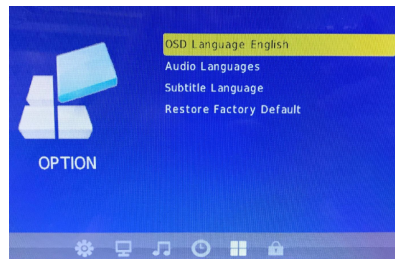 OSD Language English
Audio Languages
Subtitle Language
Restore Factory Default
OPTION